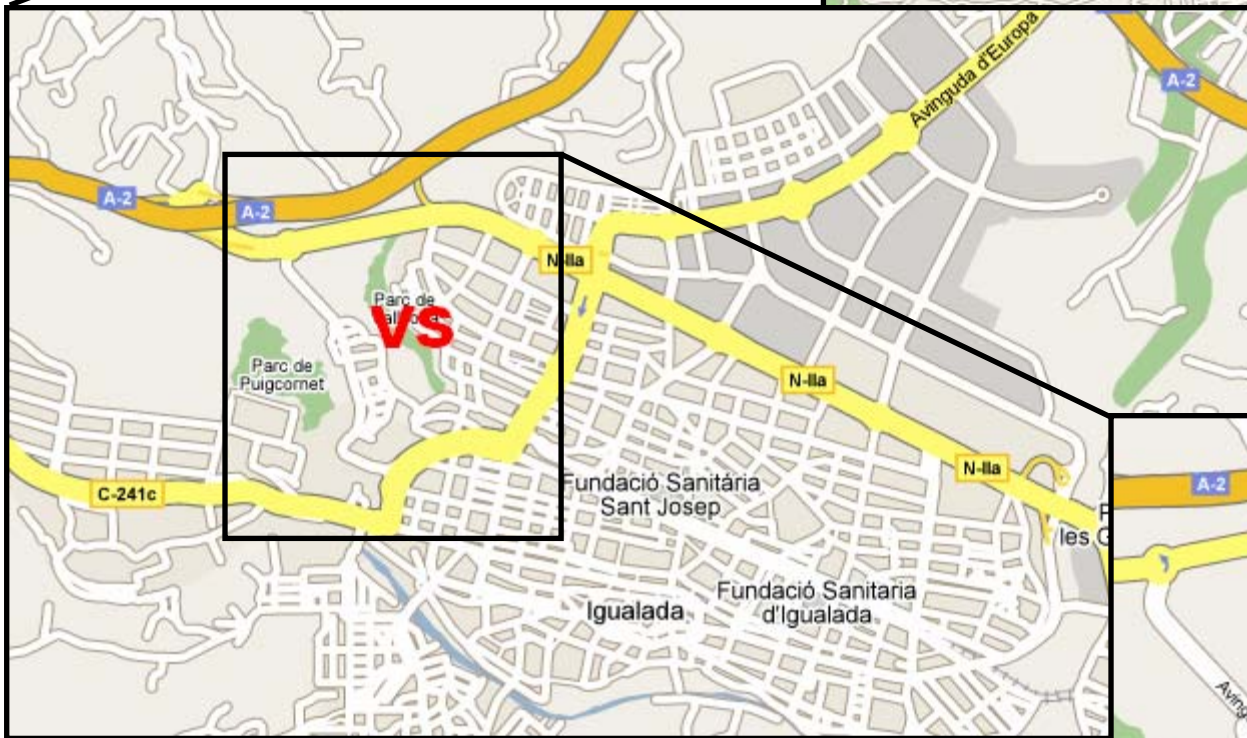 Avinguda d'Europa
A-2
A-2
A-2
N-IIa
Parc de
VS
Parc de
Puigcornet
N-IIa
C-241c
Fundació Sanitária
Sant Josep
N-IIa
les G
A-2
Igualada
Fundació Sanitaria
d'Igualada
Aving